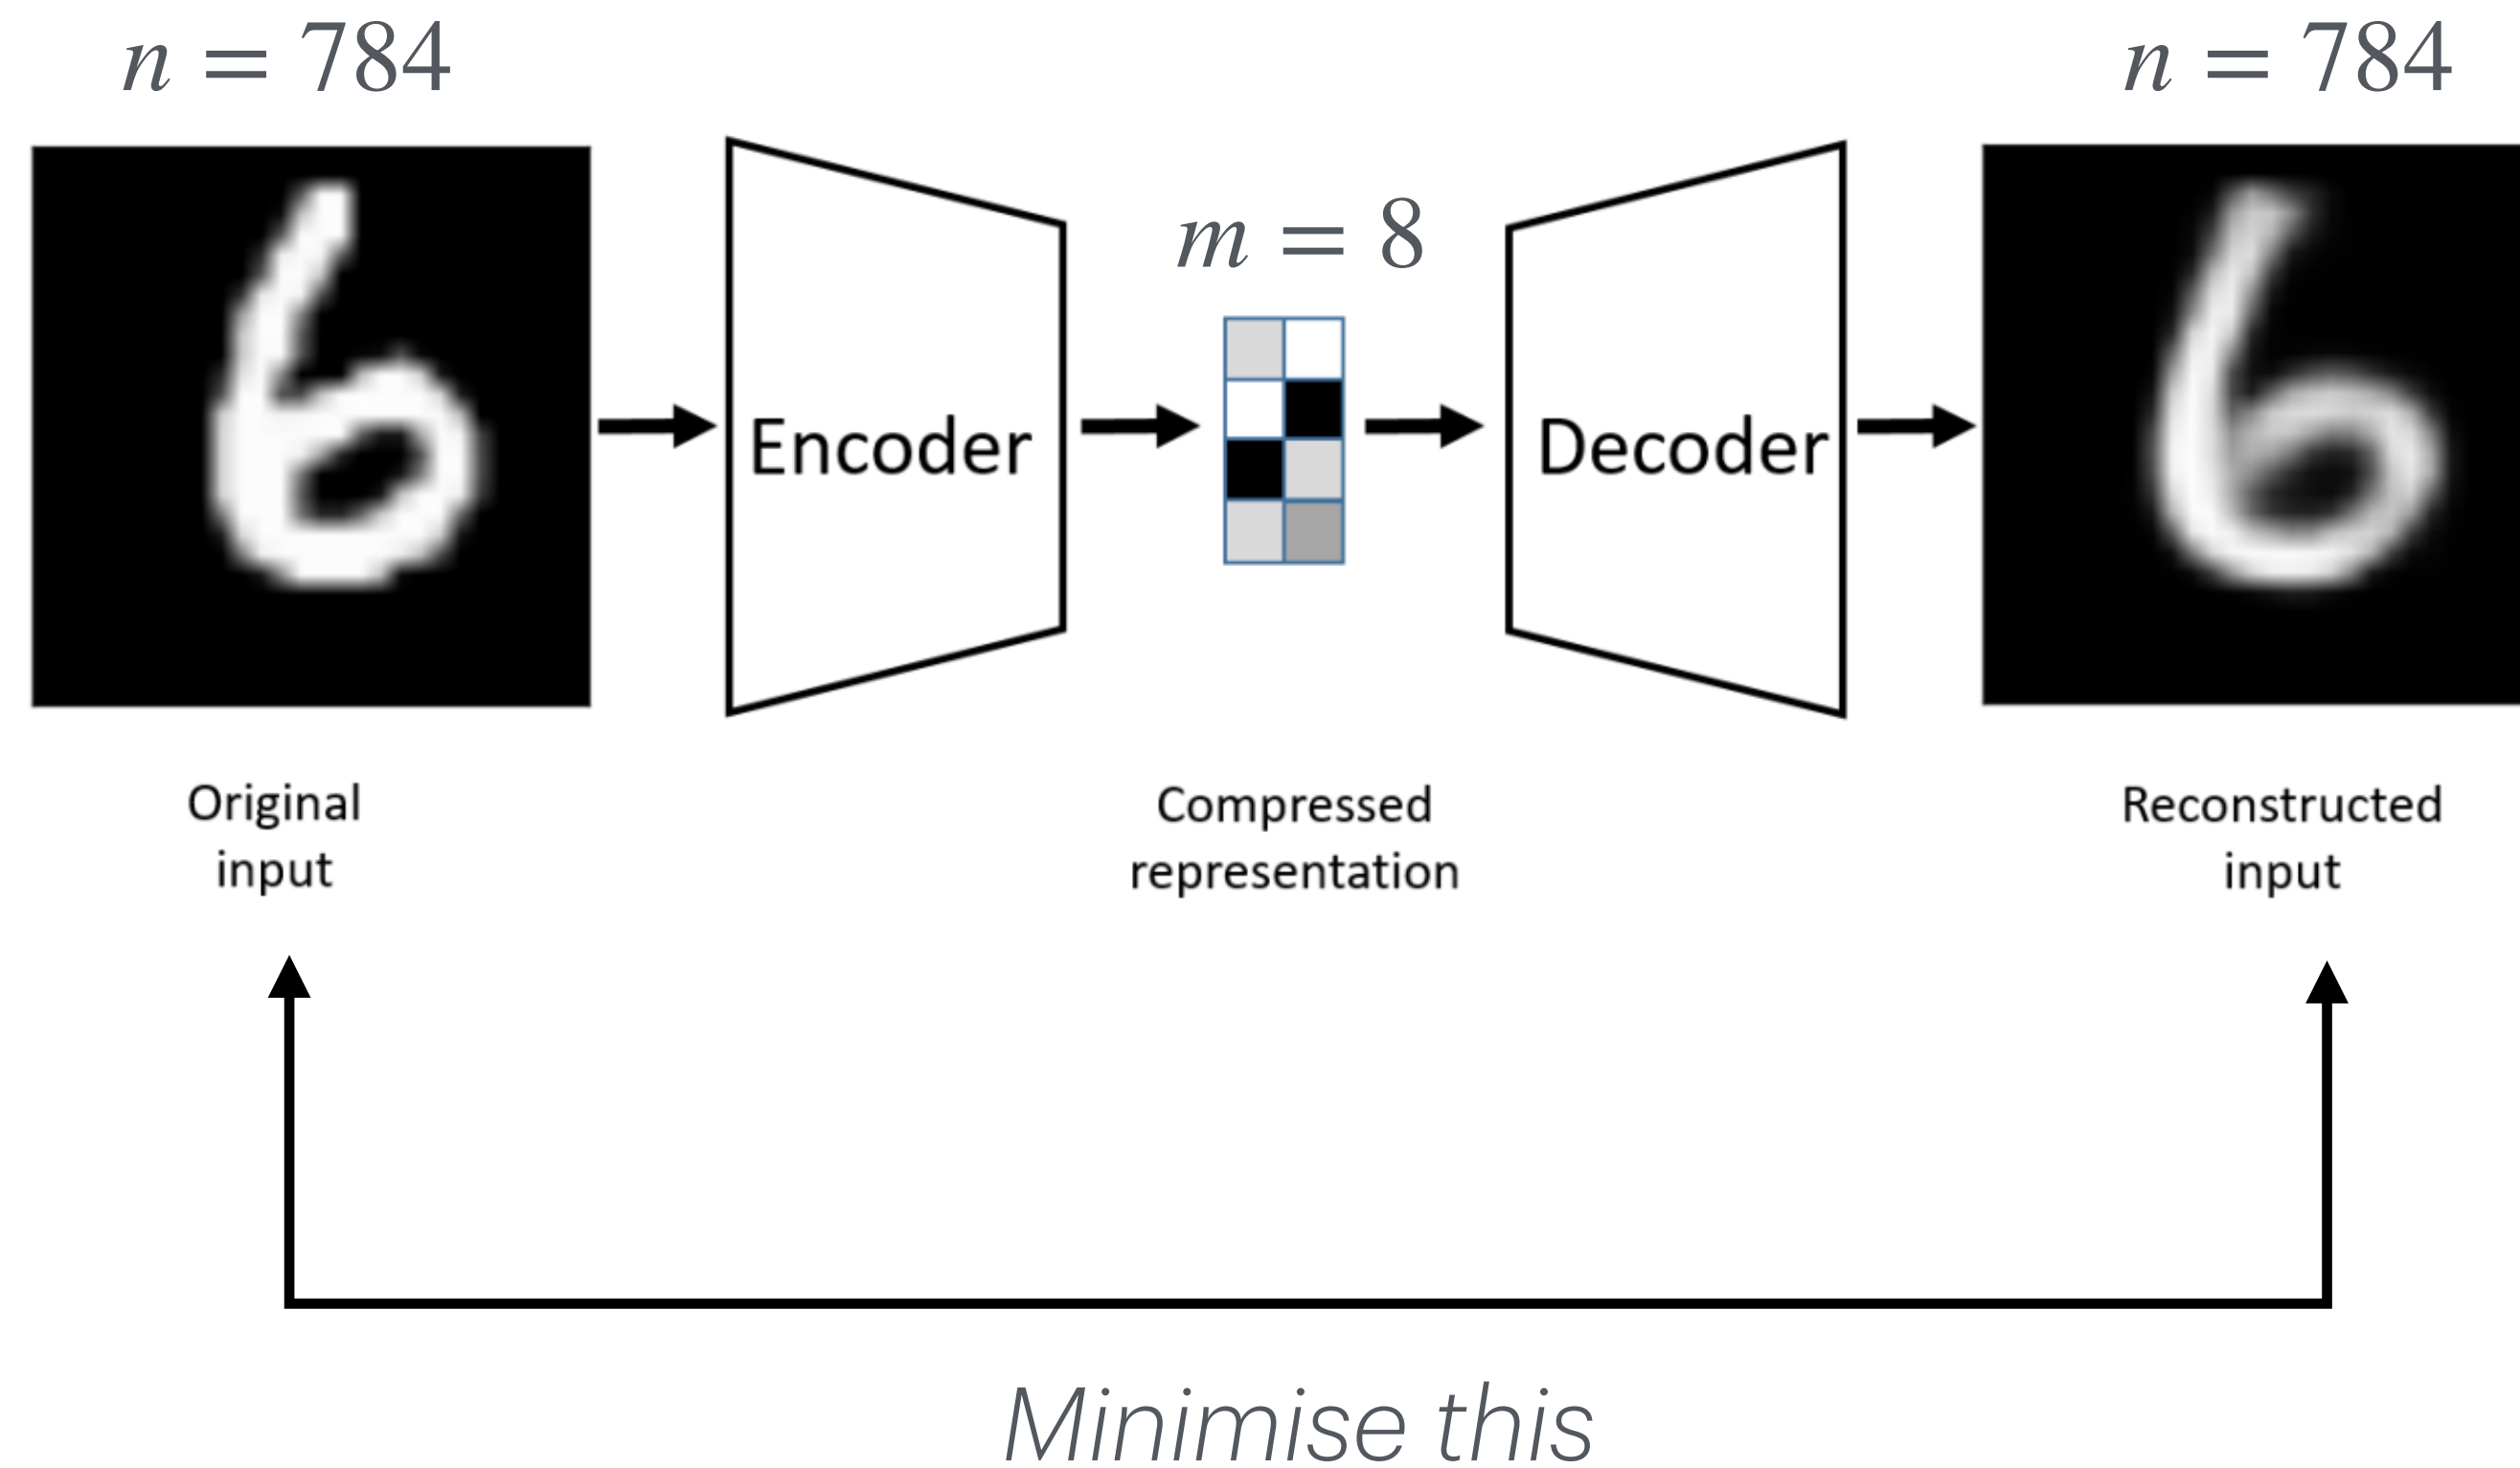 n = 784
n = 784
m = 8
Encoder
Decoder
Original
input
Compressed
representation
Reconstructed
input
Minimise this